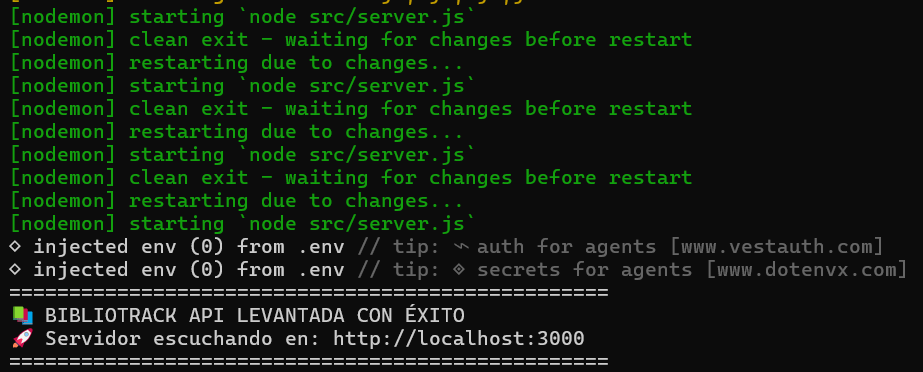 [nodemon] starting `node src/server.js`
[nodemon] clean exit - waiting for changes before restart
[nodemon] restarting due to changes...
[nodemon] starting `node src/server.js`
[nodemon] clean exit - waiting for changes before restart
[nodemon] restarting due to changes...
[nodemon] starting `node src/server.js`
[nodemon] clean exit - waiting for changes before restart
[nodemon] restarting due to changes...
[nodemon] starting `node src/server.js`
◇ injected env (0) from .env // tip: ⌁ auth for agents [www.vestauth.com]
◇ injected env (0) from .env // tip: ◈ secrets for agents [www.dotenvx.com]
==================================================
📚 BIBLIOTRACK API LEVANTADA CON ÉXITO
🚀 Servidor escuchando en: http://localhost:3000
==================================================